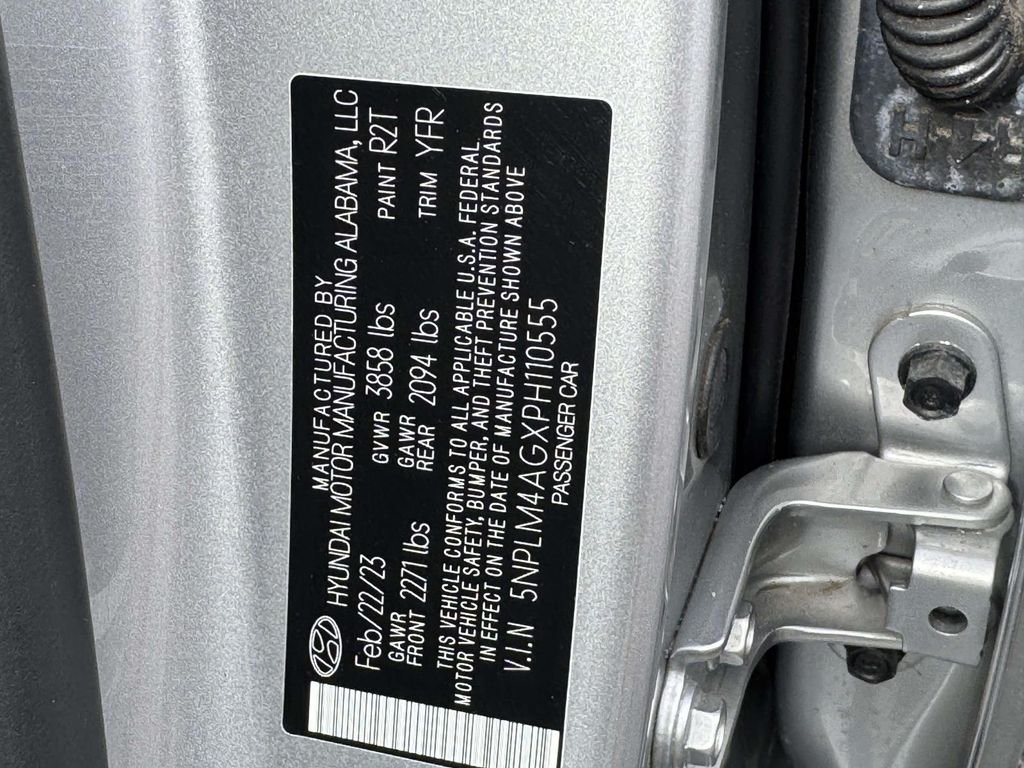 MANUFACTURED BY
HYUNDAI MOTOR MANUFACTURING ALABAMA, LLC
Feb/22/23 GVWR 3858 lbs PAINT R2T
GAWR FRONT 2271 lbs GAWR REAR 2094 lbs TRIM YFR
THIS VEHICLE CONFORMS TO ALL APPLICABLE U.S.A. FEDERAL
MOTOR VEHICLE SAFETY, BUMPER, AND THEFT PREVENTION STANDARDS
IN EFFECT ON THE DATE OF MANUFACTURE SHOWN ABOVE
V.I.N 5NPLM4AGXPH110555
PASSENGER CAR